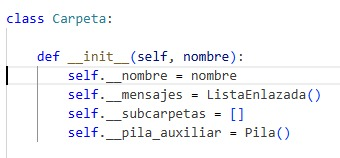 class Carpeta:
def __init__(self, nombre):
self.__nombre = nombre
self.__mensajes = ListaEnlazada()
self.__subcarpetas = []
self.__pila_auxiliar = Pila()